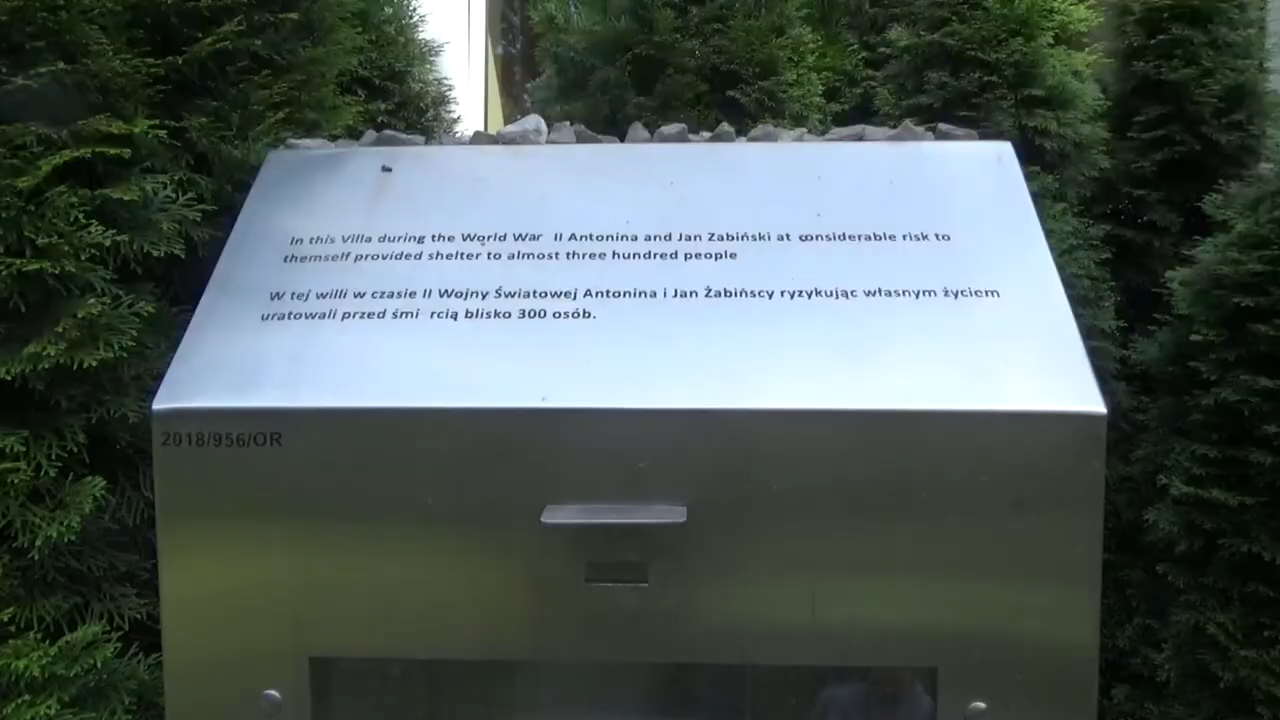 In this Villa during the World War II Antonina and Jan Zabiński at considerable risk to
themself provided shelter to almost three hundred people
W tej willi w czasie II Wojny Światowej Antonina i Jan Żabińscy ryzykując własnym życiem
uratowali przed śmi rcią blisko 300 osób.
2018/956/OR